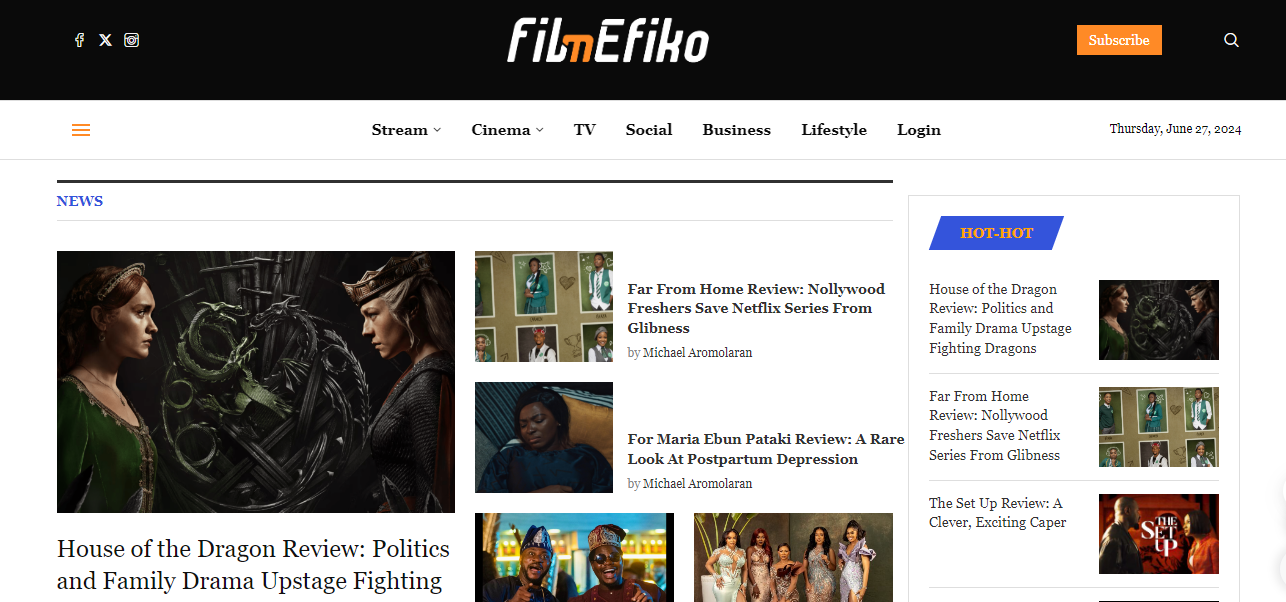 FilmEfiko
Subscribe
Stream
Cinema
TV
Social
Business
Lifestyle
Login
Thursday, June 27, 2024
NEWS
House of the Dragon Review: Politics
and Family Drama Upstage Fighting
Far From Home Review: Nollywood
Freshers Save Netflix Series From
Glibness
by Michael Aromolaran
For Maria Ebun Pataki Review: A Rare
Look At Postpartum Depression
by Michael Aromolaran
HOT-HOT
House of the Dragon
Review: Politics and
Family Drama Upstage
Fighting Dragons
Far From Home
Review: Nollywood
Freshers Save Netflix
Series From Glibness
The Set Up Review: A
Clever, Exciting Caper
THE
SET
UP